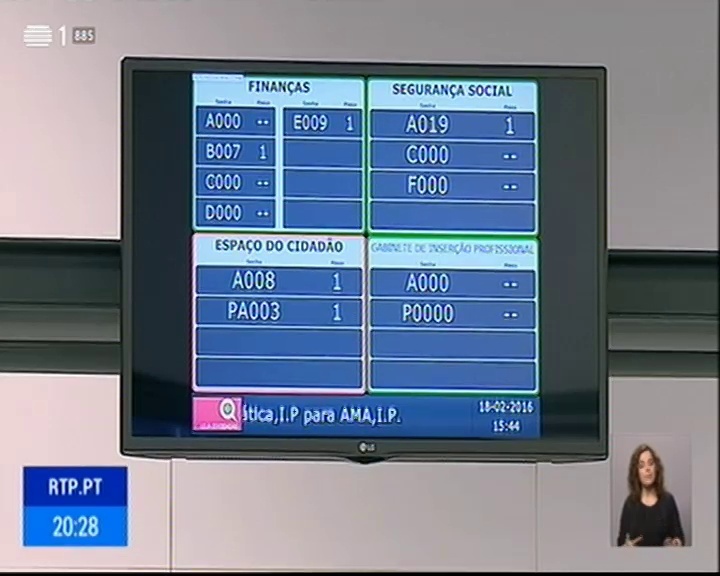 1 885
FINANÇAS
Senha Posto Senha Posto
A000 -- E009 1
B007 1
C000 --
D000 --
SEGURANÇA SOCIAL
Senha Posto
A019 1
C000 --
F000 --
ESPAÇO DO CIDADÃO
Senha Posto
A008 1
PA003 1
GABINETE DE INSERÇÃO PROFISSIONAL
Senha Posto
A000 --
P0000 --
ática,I.P para AMA,I.P.
18-02-2016
15:44
LG
RTP.PT
20:28